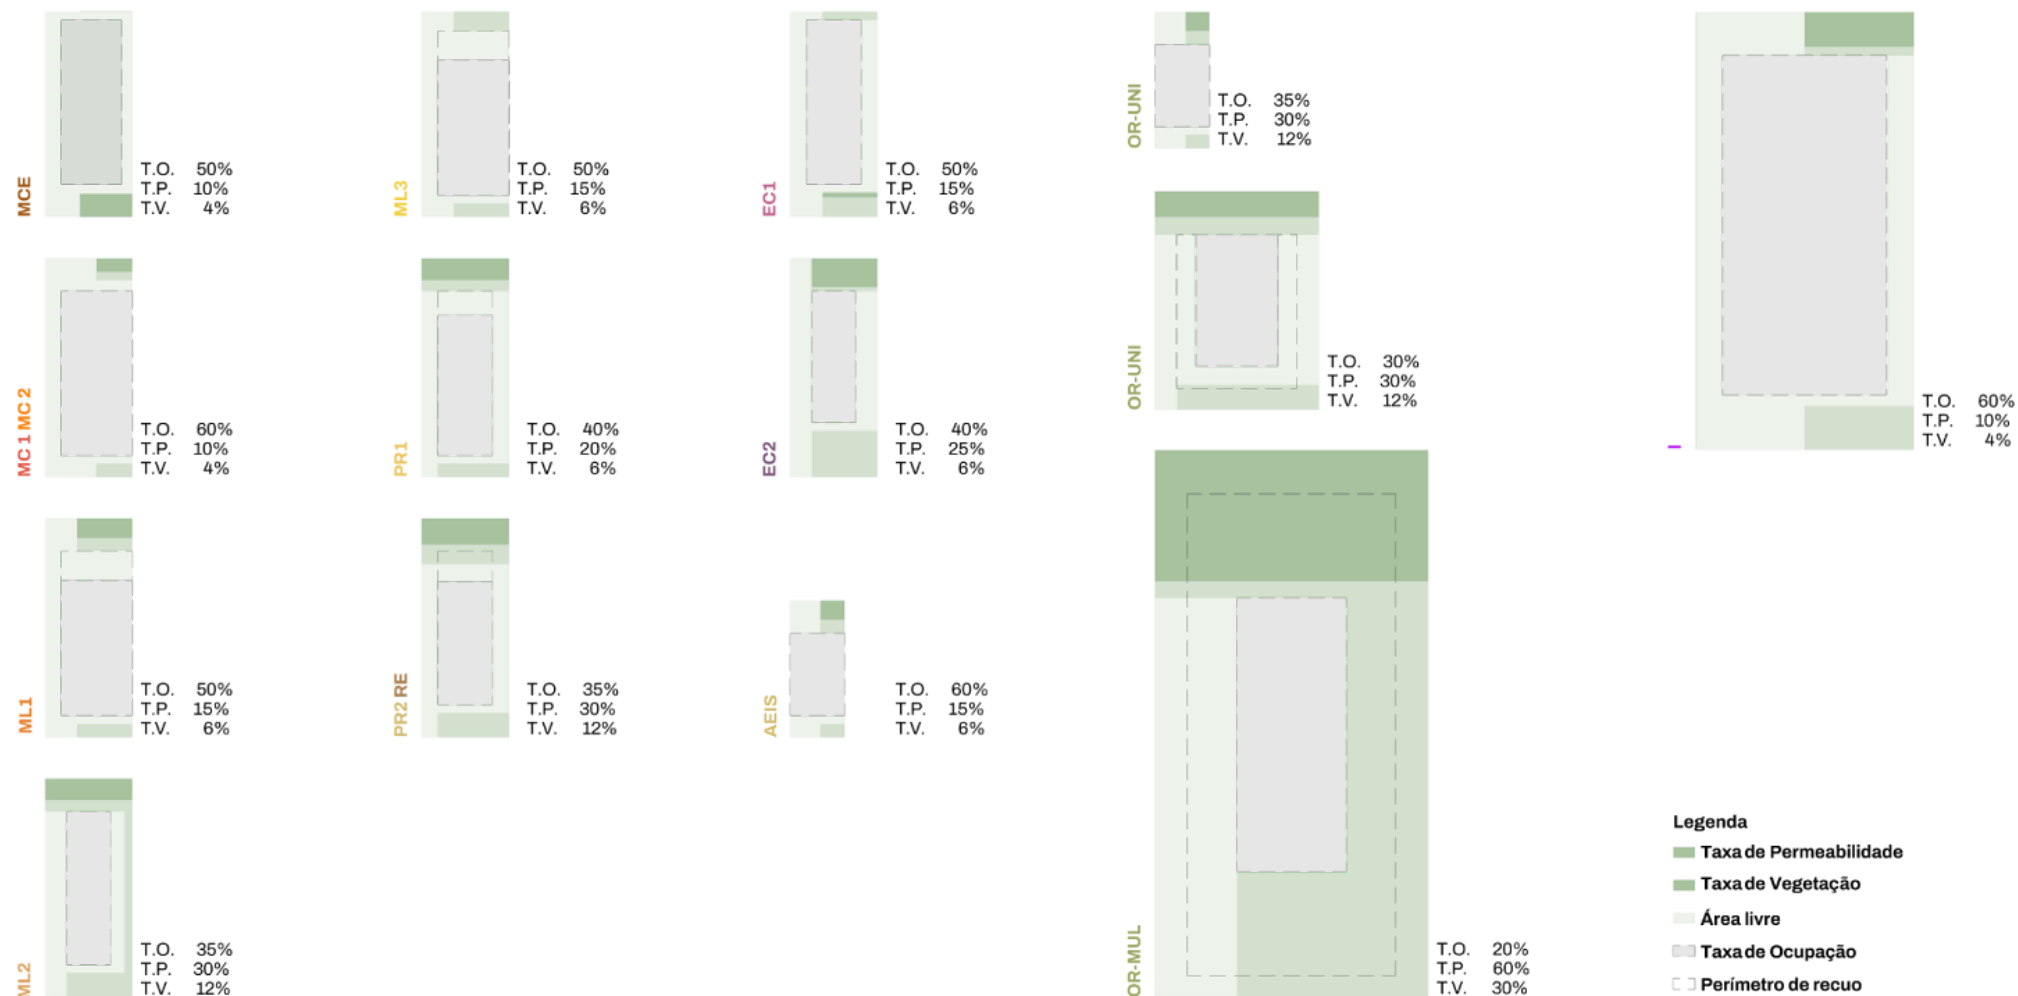 MCE
T.O. 50%
T.P. 10%
T.V. 4%
MC 1 MC 2
T.O. 60%
T.P. 10%
T.V. 4%
ML1
T.O. 50%
T.P. 15%
T.V. 6%
ML2
T.O. 35%
T.P. 30%
T.V. 12%
ML3
T.O. 50%
T.P. 15%
T.V. 6%
PR1
T.O. 40%
T.P. 20%
T.V. 6%
PR2 RE
T.O. 35%
T.P. 30%
T.V. 12%
EC1
T.O. 50%
T.P. 15%
T.V. 6%
EC2
T.O. 40%
T.P. 25%
T.V. 6%
AEIS
T.O. 60%
T.P. 15%
T.V. 6%
OR-UNI
T.O. 35%
T.P. 30%
T.V. 12%
OR-UNI
T.O. 30%
T.P. 30%
T.V. 12%
OR-MUL
T.O. 20%
T.P. 60%
T.V. 30%
I
T.O. 60%
T.P. 10%
T.V. 4%
Legenda
Taxa de Permeabilidade
Taxa de Vegetação
Área livre
Taxa de Ocupação
Perímetro de recuo